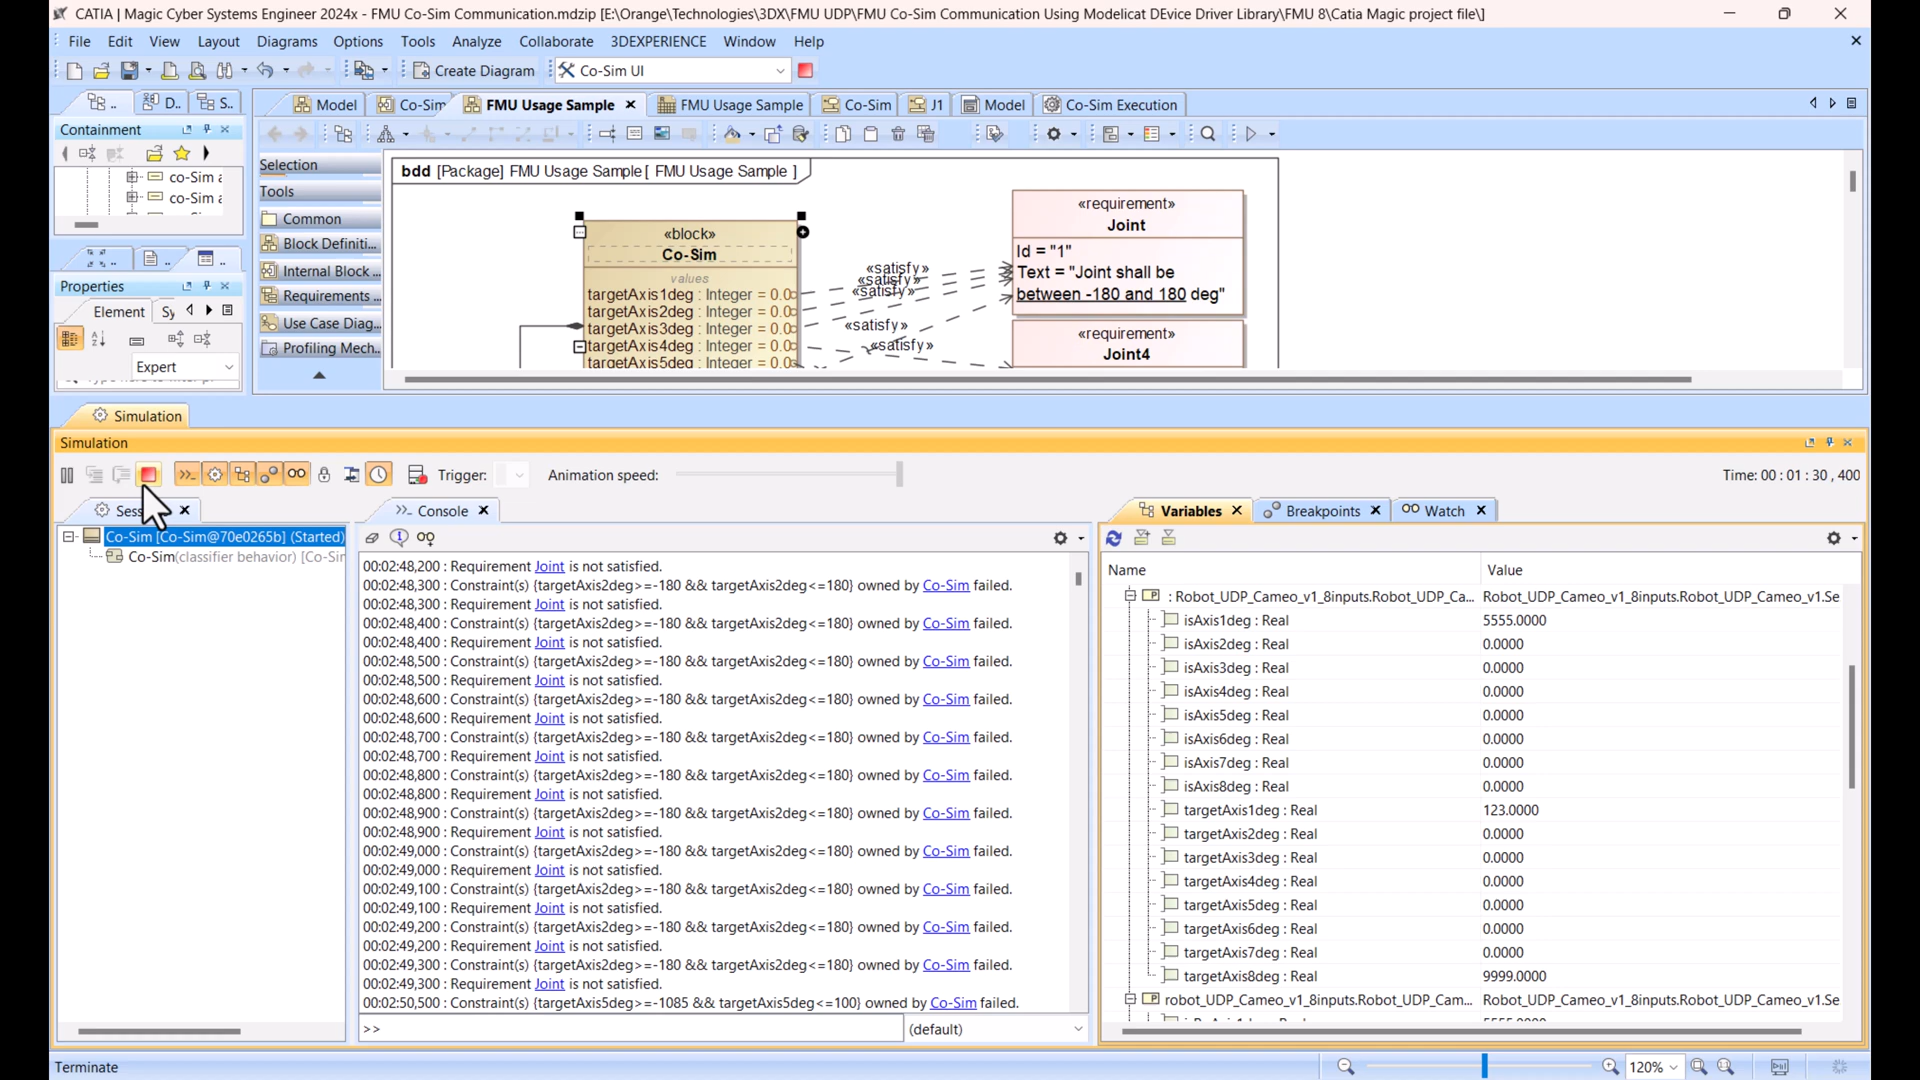 CATIA | Magic Cyber Systems Engineer 2024x - FMU Co-Sim Communication.mdzip [E:\Orange\Technologies\3DX\FMU UDP\FMU Co-Sim Communication Using Modelicat DEvice Driver Library\FMU 8\Catia Magic project file\]
File Edit View Layout Diagrams Options Tools Analyze Collaborate 3DEXPERIENCE Window Help
Create Diagram Co-Sim UI
D.. S.. Model Co-Sim FMU Usage Sample FMU Usage Sample Co-Sim J1 Model Co-Sim Execution
Containment
co-Sim
co-Sim
Properties
Element Sy
Expert
Selection
Tools
Common
Block Definiti...
Internal Block ...
Requirements ...
Use Case Diag...
Profiling Mech..
bdd [Package] FMU Usage Sample[ FMU Usage Sample ]
«block»
Co-Sim
values
targetAxis1deg : Integer = 0.0
targetAxis2deg : Integer = 0.0
targetAxis3deg : Integer = 0.0
targetAxis4deg : Integer = 0.0
targetAxis5deg : Integer = 0.0
«satisfy»
«satisfy»
«satisfy»
«satisfy»
«satisfy»
«requirement»
Joint
Id = "1"
Text = "Joint shall be
between -180 and 180 deg"
«requirement»
Joint4
Simulation
Simulation
Trigger: Animation speed: Time: 00 : 01 : 30 , 400
Console Variables Breakpoints Watch
Co-Sim [Co-Sim@70e0265b] (Started)
Co-Sim(classifier behavior) [Co-Sim
00:02:48,200 : Requirement Joint is not satisfied.
00:02:48,300 : Constraint(s) {targetAxis2deg>=-180 && targetAxis2deg<=180} owned by Co-Sim failed.
00:02:48,300 : Requirement Joint is not satisfied.
00:02:48,400 : Constraint(s) {targetAxis2deg>=-180 && targetAxis2deg<=180} owned by Co-Sim failed.
00:02:48,400 : Requirement Joint is not satisfied.
00:02:48,500 : Constraint(s) {targetAxis2deg>=-180 && targetAxis2deg<=180} owned by Co-Sim failed.
00:02:48,500 : Requirement Joint is not satisfied.
00:02:48,600 : Constraint(s) {targetAxis2deg>=-180 && targetAxis2deg<=180} owned by Co-Sim failed.
00:02:48,600 : Requirement Joint is not satisfied.
00:02:48,700 : Constraint(s) {targetAxis2deg>=-180 && targetAxis2deg<=180} owned by Co-Sim failed.
00:02:48,700 : Requirement Joint is not satisfied.
00:02:48,800 : Constraint(s) {targetAxis2deg>=-180 && targetAxis2deg<=180} owned by Co-Sim failed.
00:02:48,800 : Requirement Joint is not satisfied.
00:02:48,900 : Constraint(s) {targetAxis2deg>=-180 && targetAxis2deg<=180} owned by Co-Sim failed.
00:02:48,900 : Requirement Joint is not satisfied.
00:02:49,000 : Constraint(s) {targetAxis2deg>=-180 && targetAxis2deg<=180} owned by Co-Sim failed.
00:02:49,000 : Requirement Joint is not satisfied.
00:02:49,100 : Constraint(s) {targetAxis2deg>=-180 && targetAxis2deg<=180} owned by Co-Sim failed.
00:02:49,100 : Requirement Joint is not satisfied.
00:02:49,200 : Constraint(s) {targetAxis2deg>=-180 && targetAxis2deg<=180} owned by Co-Sim failed.
00:02:49,200 : Requirement Joint is not satisfied.
00:02:49,300 : Constraint(s) {targetAxis2deg>=-180 && targetAxis2deg<=180} owned by Co-Sim failed.
00:02:49,300 : Requirement Joint is not satisfied.
00:02:50,500 : Constraint(s) {targetAxis5deg>=-1085 && targetAxis5deg<=100} owned by Co-Sim failed.
>> (default)
Name Value
: Robot_UDP_Cameo_v1_8inputs.Robot_UDP_Ca... Robot_UDP_Cameo_v1_8inputs.Robot_UDP_Cameo_v1.Se
isAxis1deg : Real 5555.0000
isAxis2deg : Real 0.0000
isAxis3deg : Real 0.0000
isAxis4deg : Real 0.0000
isAxis5deg : Real 0.0000
isAxis6deg : Real 0.0000
isAxis7deg : Real 0.0000
isAxis8deg : Real 0.0000
targetAxis1deg : Real 123.0000
targetAxis2deg : Real 0.0000
targetAxis3deg : Real 0.0000
targetAxis4deg : Real 0.0000
targetAxis5deg : Real 0.0000
targetAxis6deg : Real 0.0000
targetAxis7deg : Real 0.0000
targetAxis8deg : Real 9999.0000
robot_UDP_Cameo_v1_8inputs.Robot_UDP_Cam... Robot_UDP_Cameo_v1_8inputs.Robot_UDP_Cameo_v1.Se
Terminate 120%